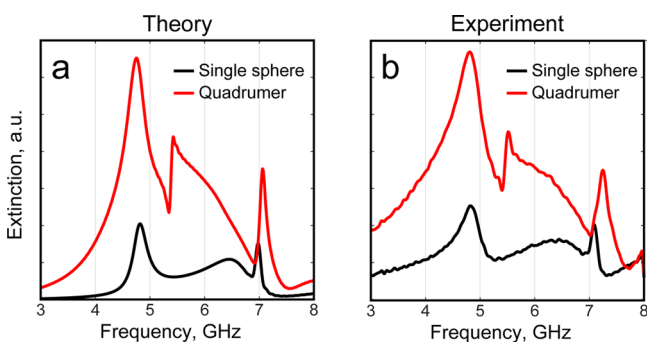 Theory
Experiment
a
Single sphere
Quadrumer
b
Single sphere
Quadrumer
Extinction, a.u.
3 4 5 6 7 8
3 4 5 6 7 8
Frequency, GHz
Frequency, GHz